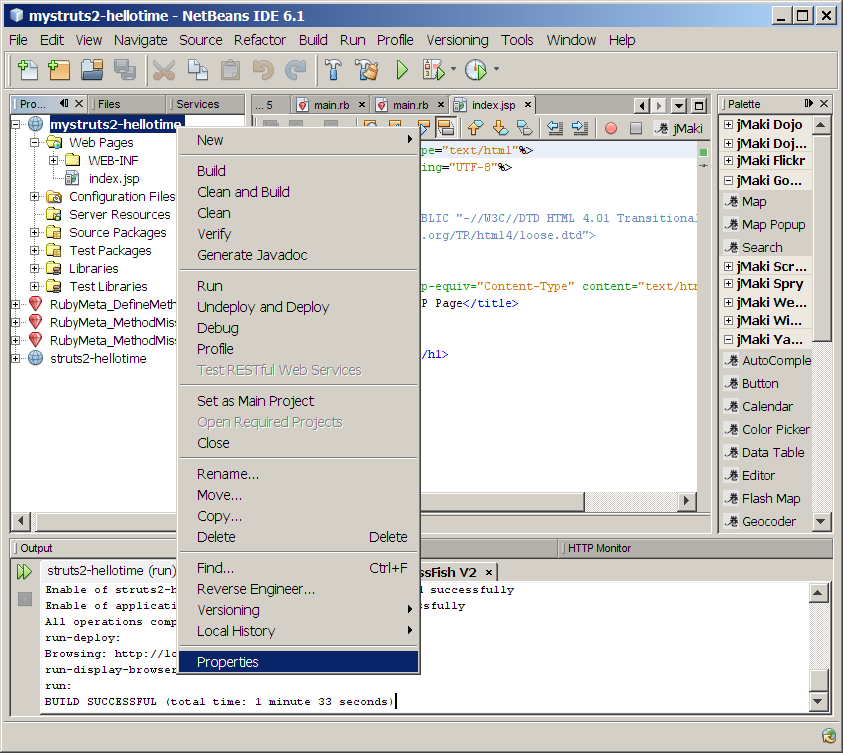 mystruts2-hellotime - NetBeans IDE 6.1
File Edit View Navigate Source Refactor Build Run Profile Versioning Tools Window Help
Pro... Files Services
... 5 main.rb main.rb index.jsp
Palette
jMaki
mystruts2-hellotime
Web Pages
WEB-INF
index.jsp
Configuration Files
Server Resources
Source Packages
Test Packages
Libraries
Test Libraries
RubyMeta_DefineMeth
RubyMeta_MethodMiss
RubyMeta_MethodMiss
struts2-hellotime
New
Build
Clean and Build
Clean
Verify
Generate Javadoc
Run
Undeploy and Deploy
Debug
Profile
Test RESTful Web Services
Set as Main Project
Open Required Projects
Close
Rename...
Move...
Copy...
Delete Delete
Find... Ctrl+F
Reverse Engineer...
Versioning
Local History
Properties
ype="text/html"%>
ing="UTF-8"%>
BLIC "-//W3C//DTD HTML 4.01 Transitional
.org/TR/html4/loose.dtd">
p-equiv="Content-Type" content="text/htm
P Page</title>
/h1>
jMaki Dojo
jMaki Doj...
jMaki Flickr
jMaki Go...
Map
Map Popup
Search
jMaki Scr...
jMaki Spry
jMaki We...
jMaki Wi...
jMaki Ya...
AutoComple
Button
Calendar
Color Picker
Data Table
Editor
Flash Map
Geocoder
Output
HTTP Monitor
struts2-hellotime (run)
ssFish V2
Enable of struts2-h
d successfully
Enable of applicati
sfully
All operations comp
run-deploy:
Browsing: http://lo
run-display-browser
run:
BUILD SUCCESSFUL (total time: 1 minute 33 seconds)